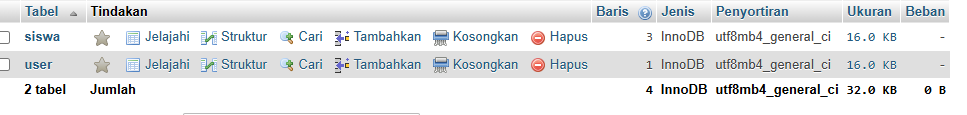 Tabel Tindakan Baris Jenis Penyortiran Ukuran Beban
siswa Jelajahi Struktur Cari Tambahkan Kosongkan Hapus 3 InnoDB utf8mb4_general_ci 16.0 KB -
user Jelajahi Struktur Cari Tambahkan Kosongkan Hapus 1 InnoDB utf8mb4_general_ci 16.0 KB -
2 tabel Jumlah 4 InnoDB utf8mb4_general_ci 32.0 KB 0 B